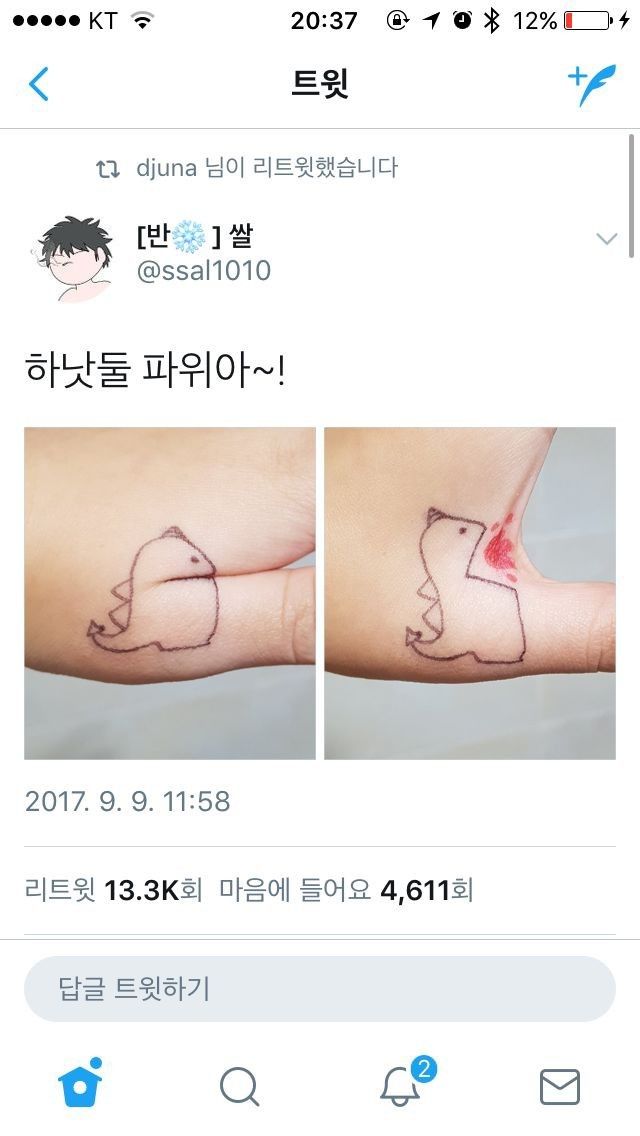 KT 20:37 12%
트윗
djuna 님이 리트윗했습니다
[반❄️] 쌀
@ssal1010
하낫둘 파위아~!
2017. 9. 9. 11:58
리트윗 13.3K회 마음에 들어요 4,611회
답글 트윗하기
2